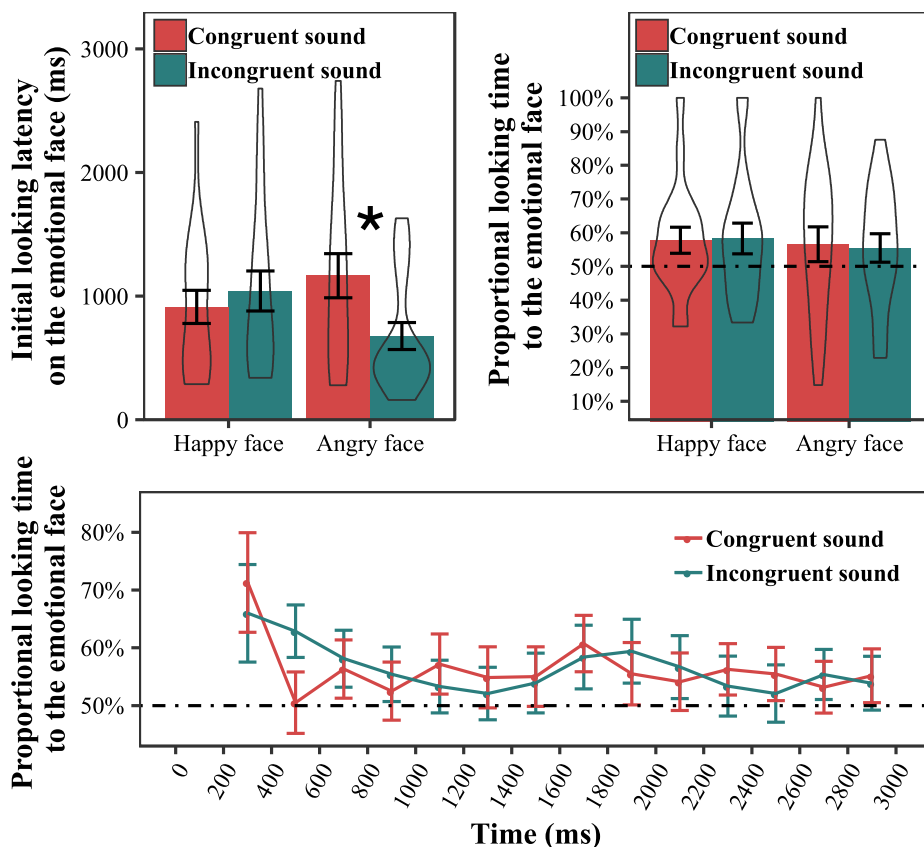 Initial looking latency
on the emotional face (ms)
3000
2000
1000
0
Congruent sound
Incongruent sound
*
Happy face
Angry face
Proportional looking time
to the emotional face
100%
90%
80%
70%
60%
50%
40%
30%
20%
10%
Congruent sound
Incongruent sound
Happy face
Angry face
Proportional looking time
to the emotional face
80%
70%
60%
50%
Congruent sound
Incongruent sound
0
200
400
600
800
1000
1200
1400
1600
1800
2000
2200
2400
2600
2800
3000
Time (ms)